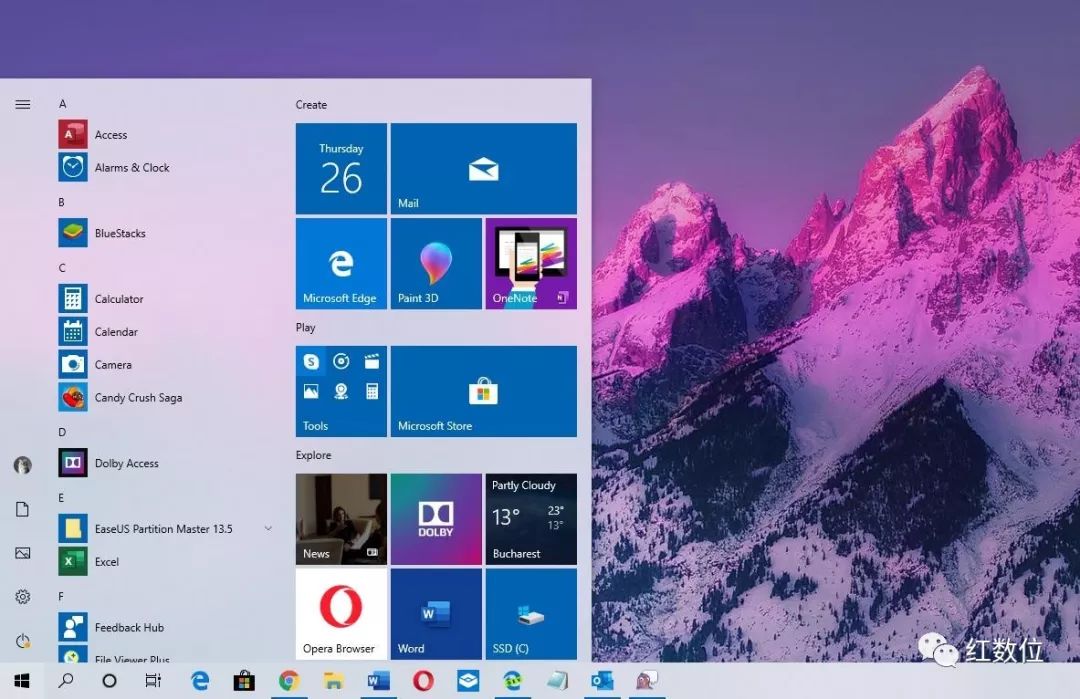 A
Access
Alarms & Clock
B
BlueStacks
C
Calculator
Calendar
Camera
Candy Crush Saga
D
Dolby Access
E
EaseUS Partition Master 13.5
Excel
F
Feedback Hub
File Viewer Plus
Create
Thursday
26
Mail
Microsoft Edge
Paint 3D
OneNote
Play
Tools
Microsoft Store
Explore
News
DOLBY
Partly Cloudy
13°
23°
13°
Bucharest
Opera Browser
Word
SSD (C)
红数位